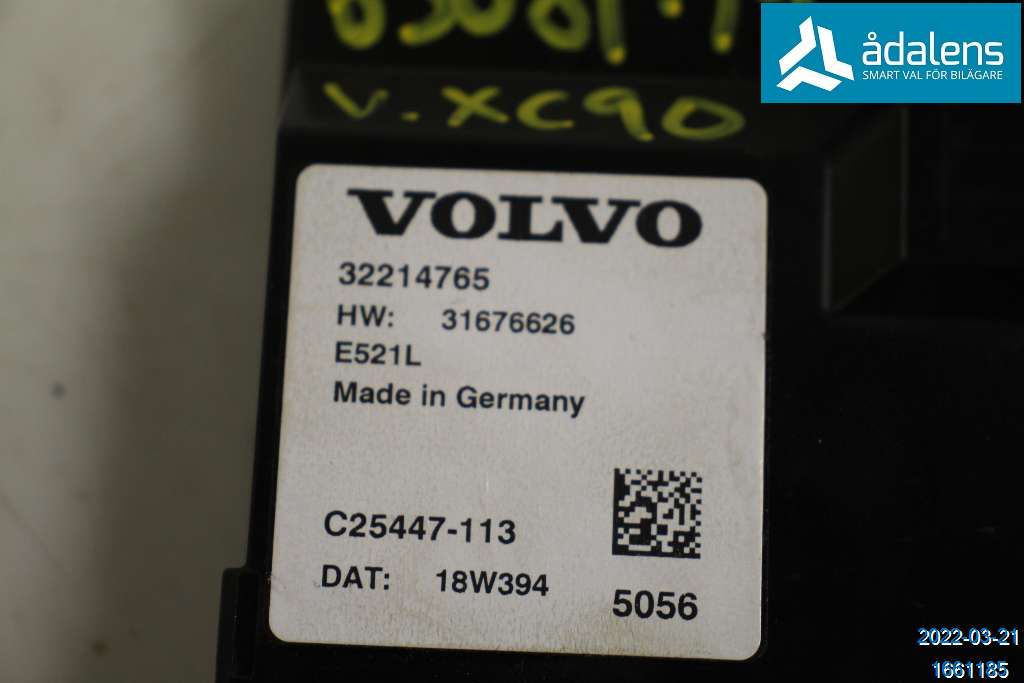 ådalens
SMART VAL FÖR BILÄGARE
V. XC90
VOLVO
32214765
HW: 31676626
E521L
Made in Germany
C25447-113
DAT: 18W394
5056
2022-03-21
1661185